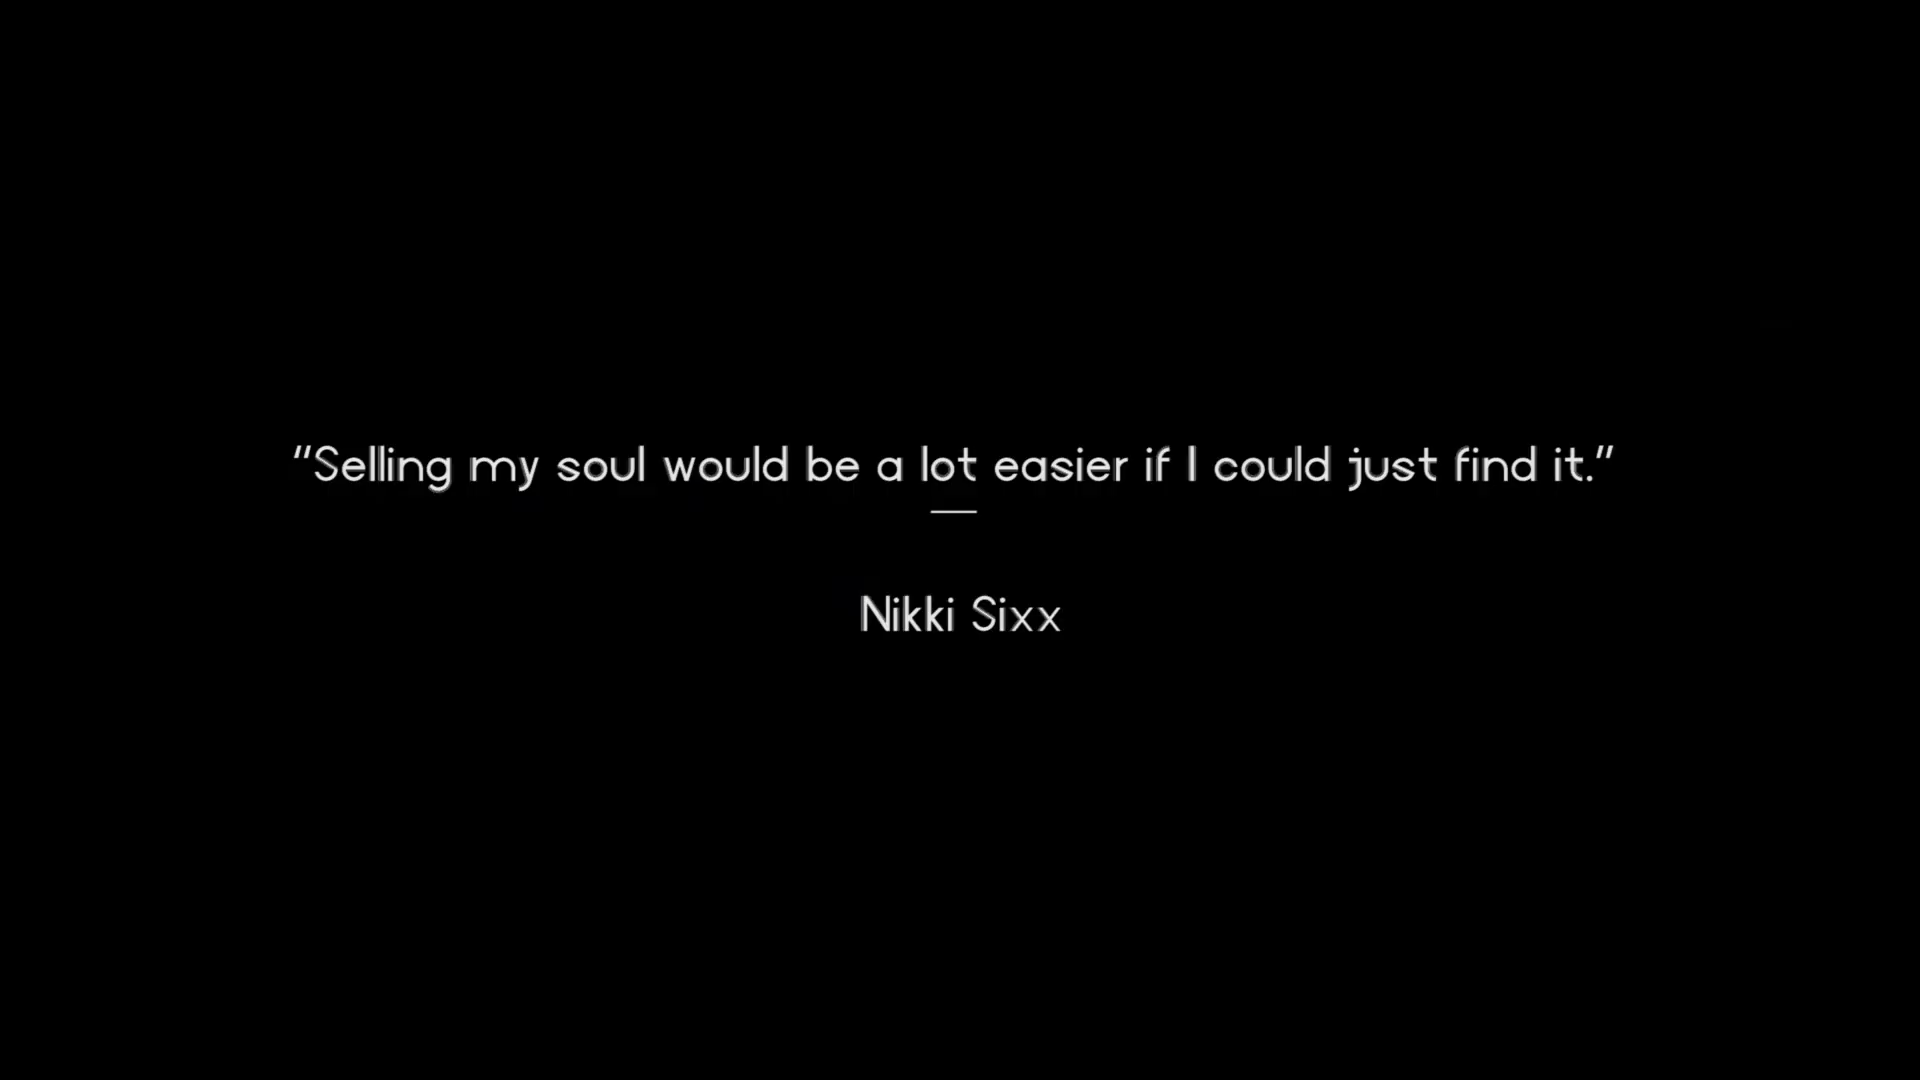 "Selling my soul would be a lot easier if I could just find it."
—
Nikki Sixx